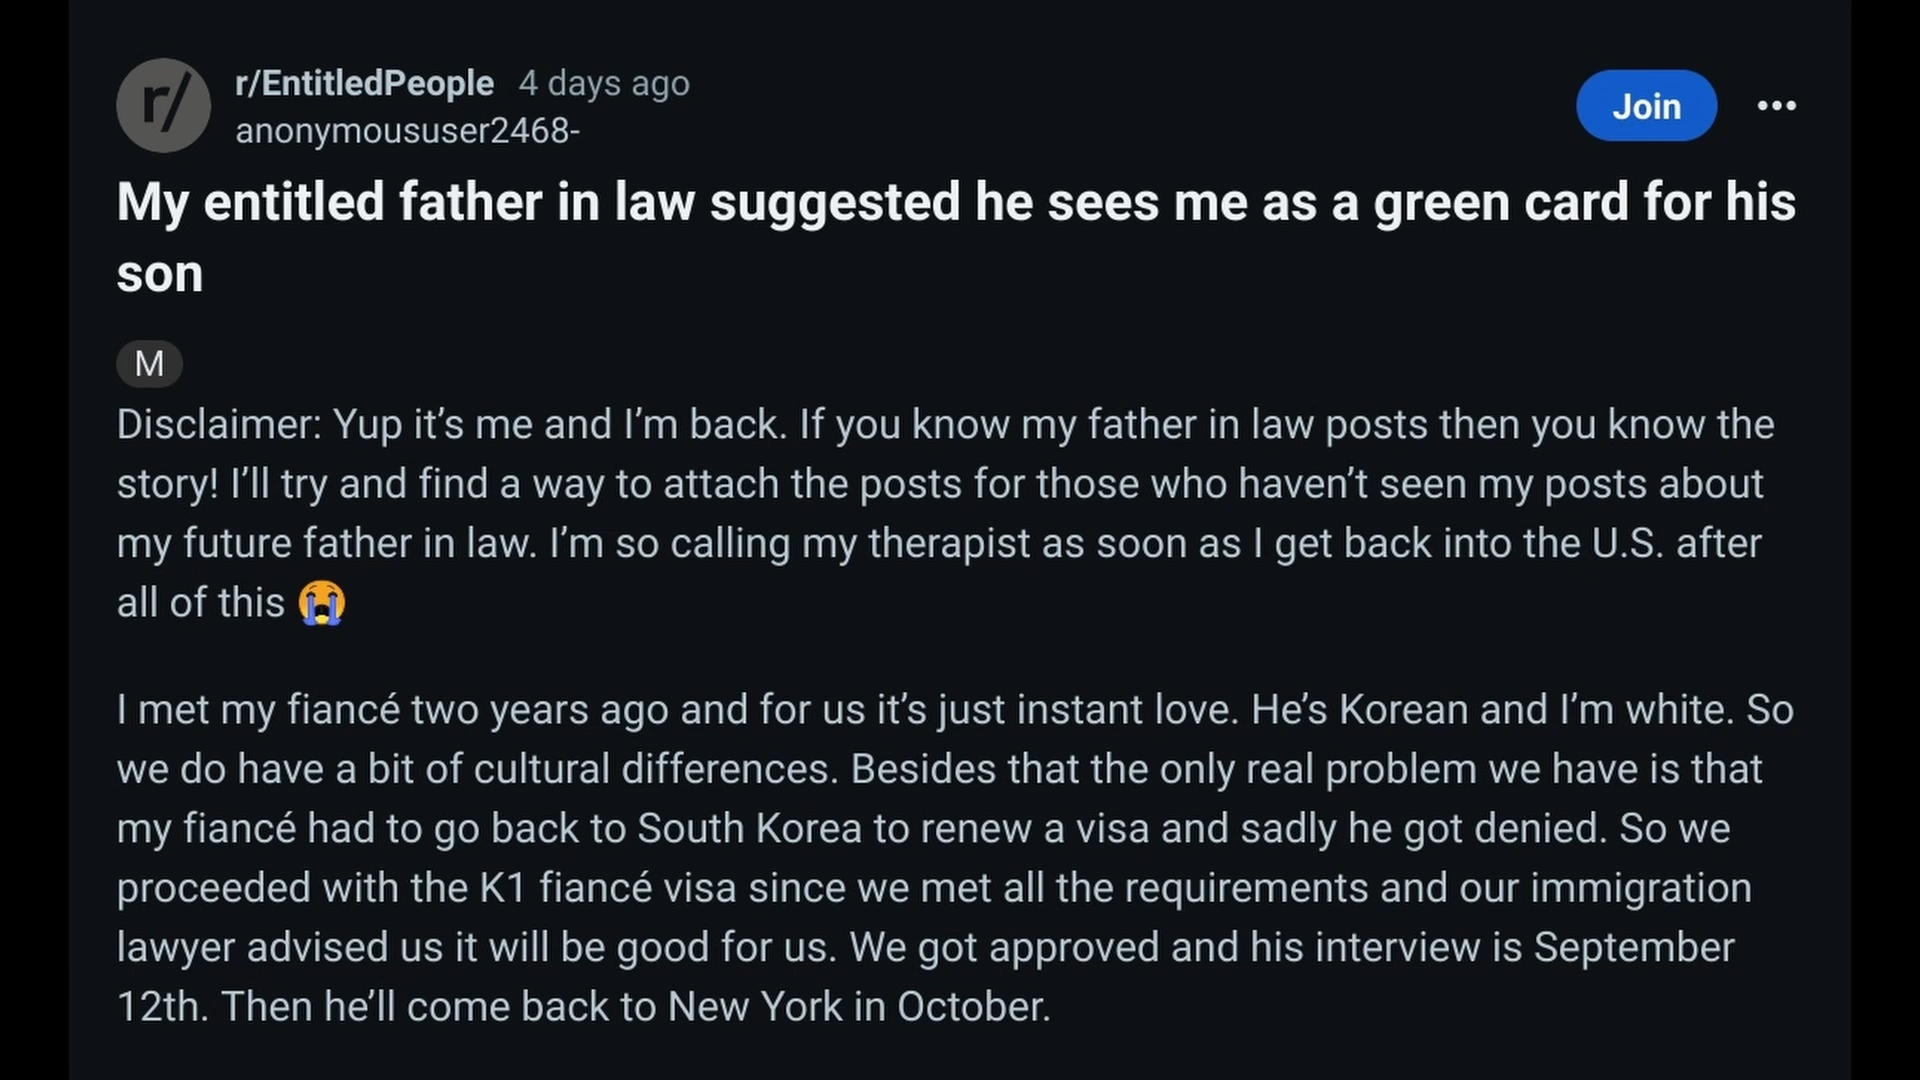 r/
r/EntitledPeople 4 days ago
Join
anonymoususer2468-
My entitled father in law suggested he sees me as a green card for his
son
M
Disclaimer: Yup it’s me and I’m back. If you know my father in law posts then you know the
story! I’ll try and find a way to attach the posts for those who haven’t seen my posts about
my future father in law. I’m so calling my therapist as soon as I get back into the U.S. after
all of this 😭
I met my fiancé two years ago and for us it’s just instant love. He’s Korean and I’m white. So
we do have a bit of cultural differences. Besides that the only real problem we have is that
my fiancé had to go back to South Korea to renew a visa and sadly he got denied. So we
proceeded with the K1 fiancé visa since we met all the requirements and our immigration
lawyer advised us it will be good for us. We got approved and his interview is September
12th. Then he’ll come back to New York in October.